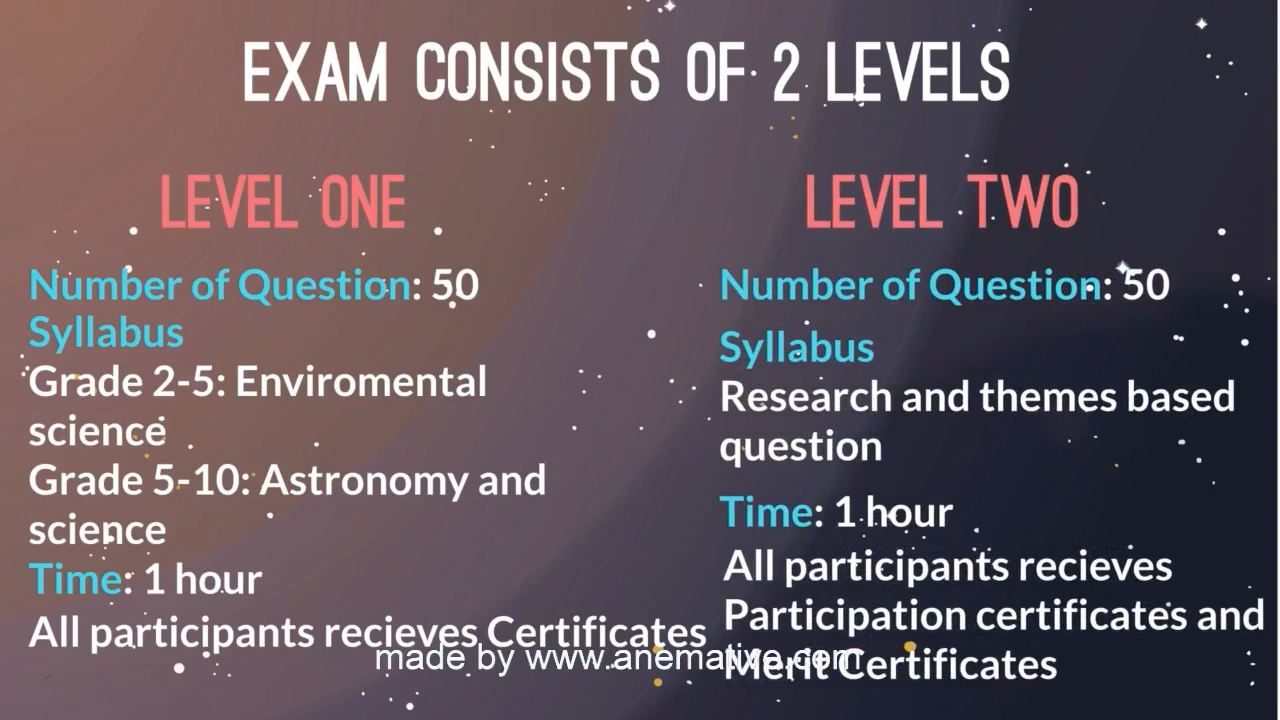 EXAM CONSISTS OF 2 LEVELS
LEVEL ONE
Number of Question: 50
Syllabus
Grade 2-5: Enviromental
science
Grade 5-10: Astronomy and
science
Time: 1 hour
All participants recieves Certificates
LEVEL TWO
Number of Question: 50
Syllabus
Research and themes based
question
Time: 1 hour
All participants recieves
Participation certificates and
Merit Certificates
made by www.anemative.com